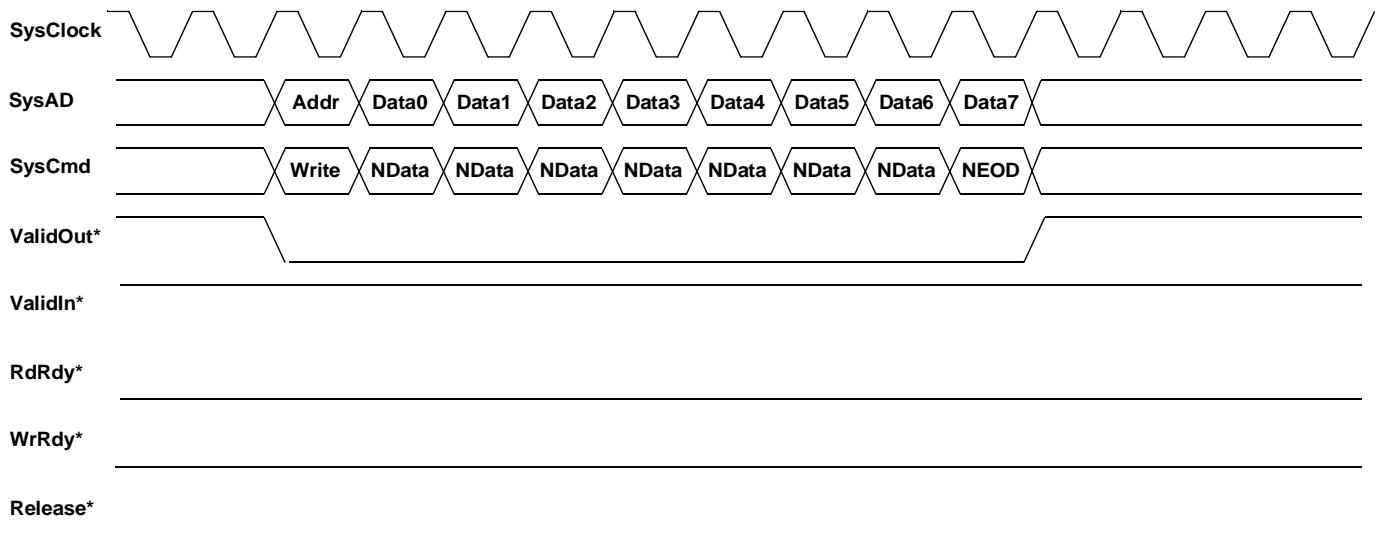 SysClock
SysAD Addr Data0 Data1 Data2 Data3 Data4 Data5 Data6 Data7
SysCmd Write NData NData NData NData NData NData NData NEOD
ValidOut*
ValidIn*
RdRdy*
WrRdy*
Release*